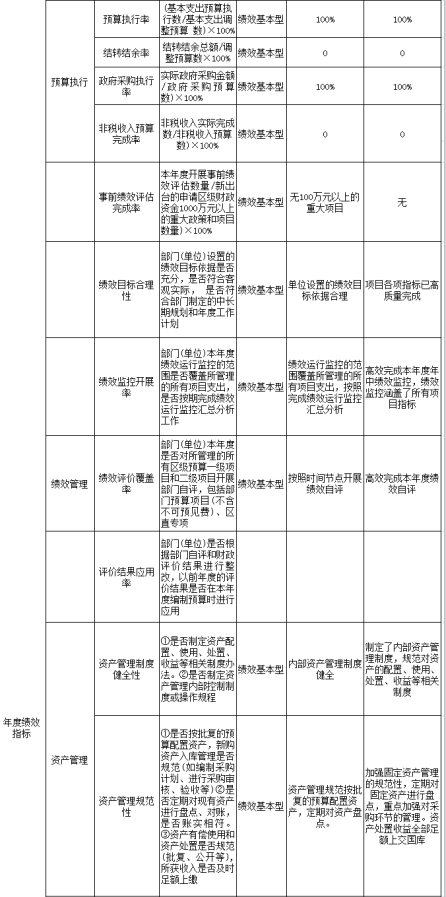 年度绩效
指标
预算执行
预算执行率
(基本支出预算执
行数/基本支出调
整预算 数)×100%
绩效基本型
100%
100%
结转结余率
结转结余总额/调
整预算数×100%
绩效基本型
0
0
政府采购执行
率
实际政府采购金额
/政府采购预算
数)×100%
绩效基本型
100%
100%
非税收入预算
完成率
非税收入实际完成
数/非税收入预算
数)×100%
绩效基本型
0
0
绩效管理
事前绩效评估
完成率
本年度开展事前绩
效评估数量/新出
台的申请区级财政
资金1000万元以上
的重大政策和项目
数量)×100%
绩效基本型
无100万元以上的
重大项目
无
绩效目标合理
性
部门(单位)设置的
绩效目标依据是否
充分，是否符合客
观实际， 是否符
合部门制定的中长
期规划和年度工作
计划
绩效基本型
单位设置的绩效目
标依据合理
项目各项指标已高
质量完成
绩效监控开展
率
部门(单位)本年度
绩效运行监控的范
围是否覆盖所管理
的所有项目支出，
是否按期完成绩效
运行监控汇总分析
工作
绩效基本型
绩效运行监控的范
围覆盖所管理的所
有项目支出，按照
完成绩效运行监控
汇总分析
高效完成本年度年
中绩效监控，绩效
监控涵盖了所有项
目指标
绩效评价覆盖
率
部门(单位)本年度
是否对所管理的所
有区级预算一级项
目和二级项目开展
部门自评，包括部
门预算项目(不含
不可预见费)、区
直专项
绩效基本型
按照时间节点开展
绩效自评
高效完成本年度绩
效自评
评价结果应用
率
部门(单位)是否根
据部门自评和财政
评价结果进行整
改，以前年度的评
价结果是否在本年
度编制预算时进行
应用
资产管理
资产管理制度
健全性
①是否制定资产配
置、使用、处置、
收益等相关制度办
法。②是否制定资
产管理内部控制制
度或操作规程
绩效基本型
内部资产管理制度
健全
制定了内部资产管
理制度，规范对资
产的配置、使用、
处置、收益等相关
制度
资产管理规范
性
①是否按批复的预
算配置资产，新购
资产入库管理是否
规范(如编制采购
计划、进行采购审
核、验收等)②是
否定期对现有资产
进行盘点、对账，
是否账实相符。
③资产有偿使用和
资产处置是否规范
(批复、公开等)，
所获收入是否及时
足额上缴
绩效基本型
资产管理规范按批
复的预算配置资
产，定期对资产盘
点。
加强固定资产管理
的规范性，定期对
固定资产进行盘
点，重点加强对采
购环节的管理。资
产处置收益全部足
额上交国库